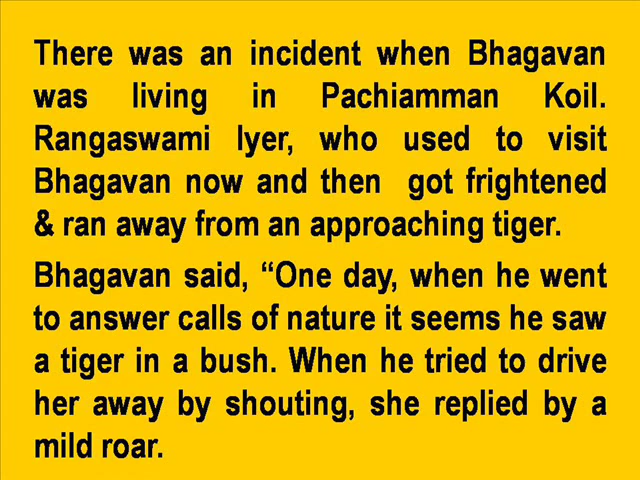 There was an incident when Bhagavan
was living in Pachiamman Koil.
Rangaswami Iyer, who used to visit
Bhagavan now and then got frightened
& ran away from an approaching tiger.
Bhagavan said, “One day, when he went
to answer calls of nature it seems he saw
a tiger in a bush. When he tried to drive
her away by shouting, she replied by a
mild roar.